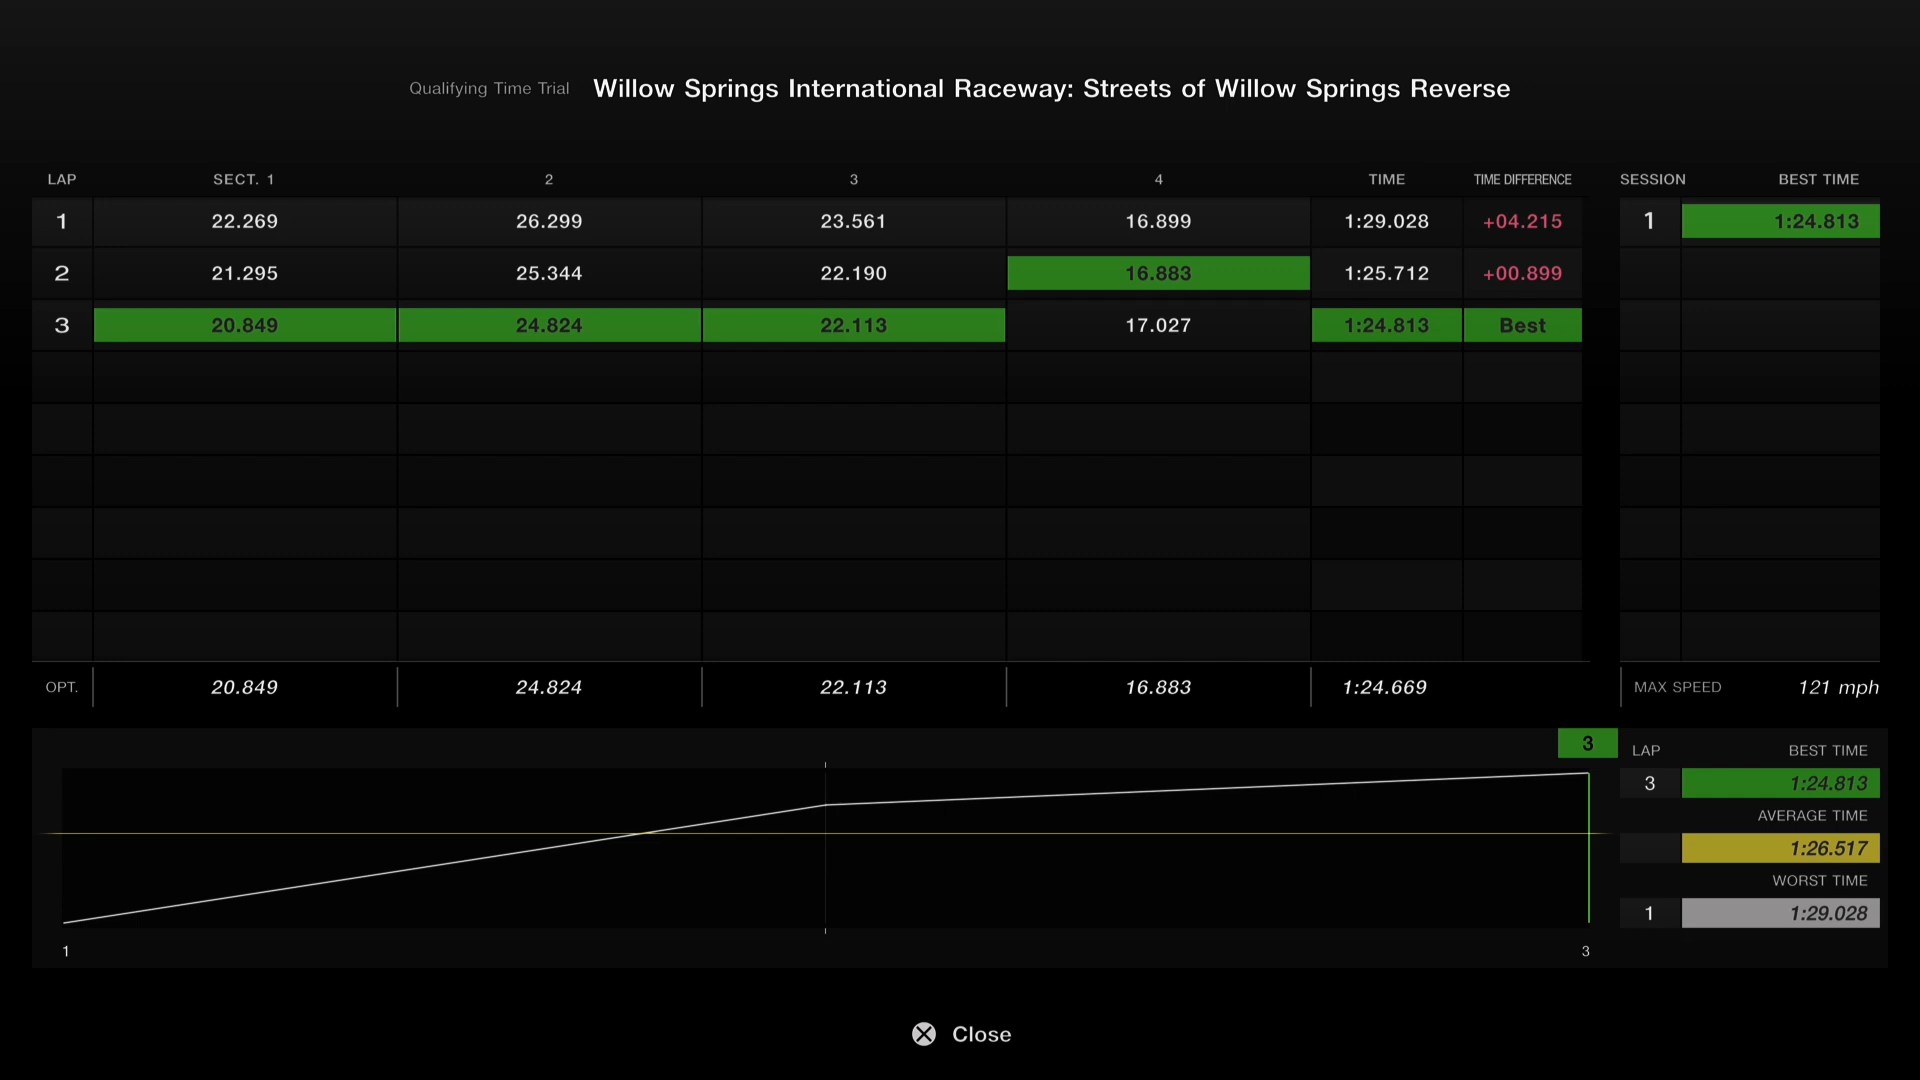 Qualifying Time Trial Willow Springs International Raceway: Streets of Willow Springs Reverse
LAP SECT. 1 2 3 4 TIME TIME DIFFERENCE SESSION BEST TIME
1 22.269 26.299 23.561 16.899 1:29.028 +04.215 1 1:24.813
2 21.295 25.344 22.190 16.883 1:25.712 +00.899
3 20.849 24.824 22.113 17.027 1:24.813 Best
OPT. 20.849 24.824 22.113 16.883 1:24.669 MAX SPEED 121 mph
3 LAP BEST TIME
3 1:24.813
AVERAGE TIME
1:26.517
WORST TIME
1 1:29.028
1 3
Close